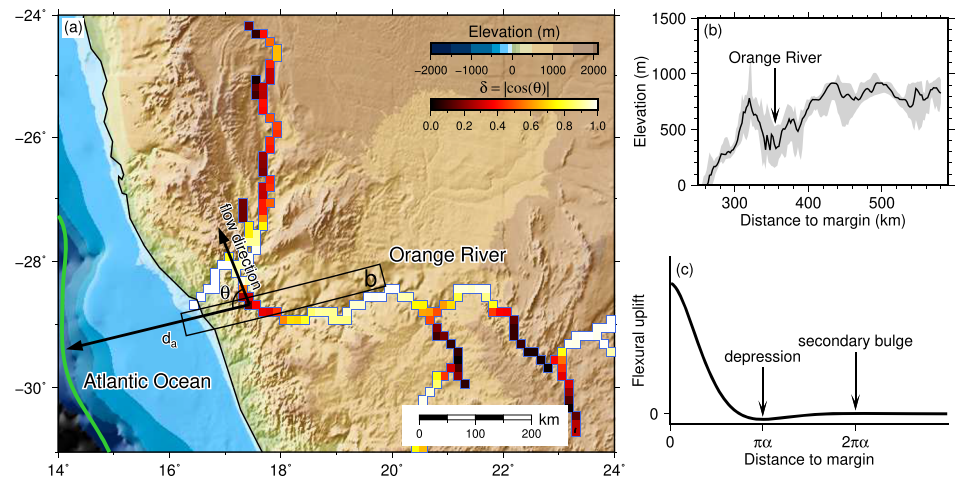 (a)
Elevation (m)
−2000 −1000 0 1000 2000
δ = |cos(θ)|
0.0 0.2 0.4 0.6 0.8 1.0
−24˚
−26˚
−28˚
−30˚
14˚ 16˚ 18˚ 20˚ 22˚ 24˚
flow direction
θ
Orange River
b
da
Atlantic Ocean
km
0 100 200
(b)
Orange River
Elevation (m)
1500
1000
500
0
300 400 500
Distance to margin (km)
(c)
Flexural uplift
secondary bulge
depression
0
0 πα 2πα
Distance to margin